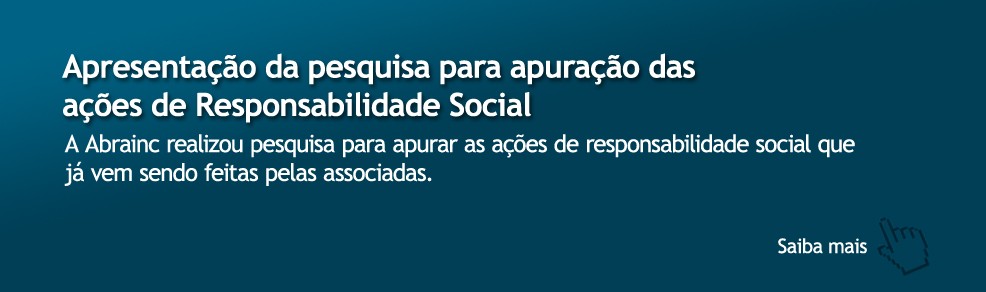 Apresentação da pesquisa para apuração das
ações de Responsabilidade Social
A Abrainc realizou pesquisa para apurar as ações de responsabilidade social que
já vem sendo feitas pelas associadas.
Saiba mais